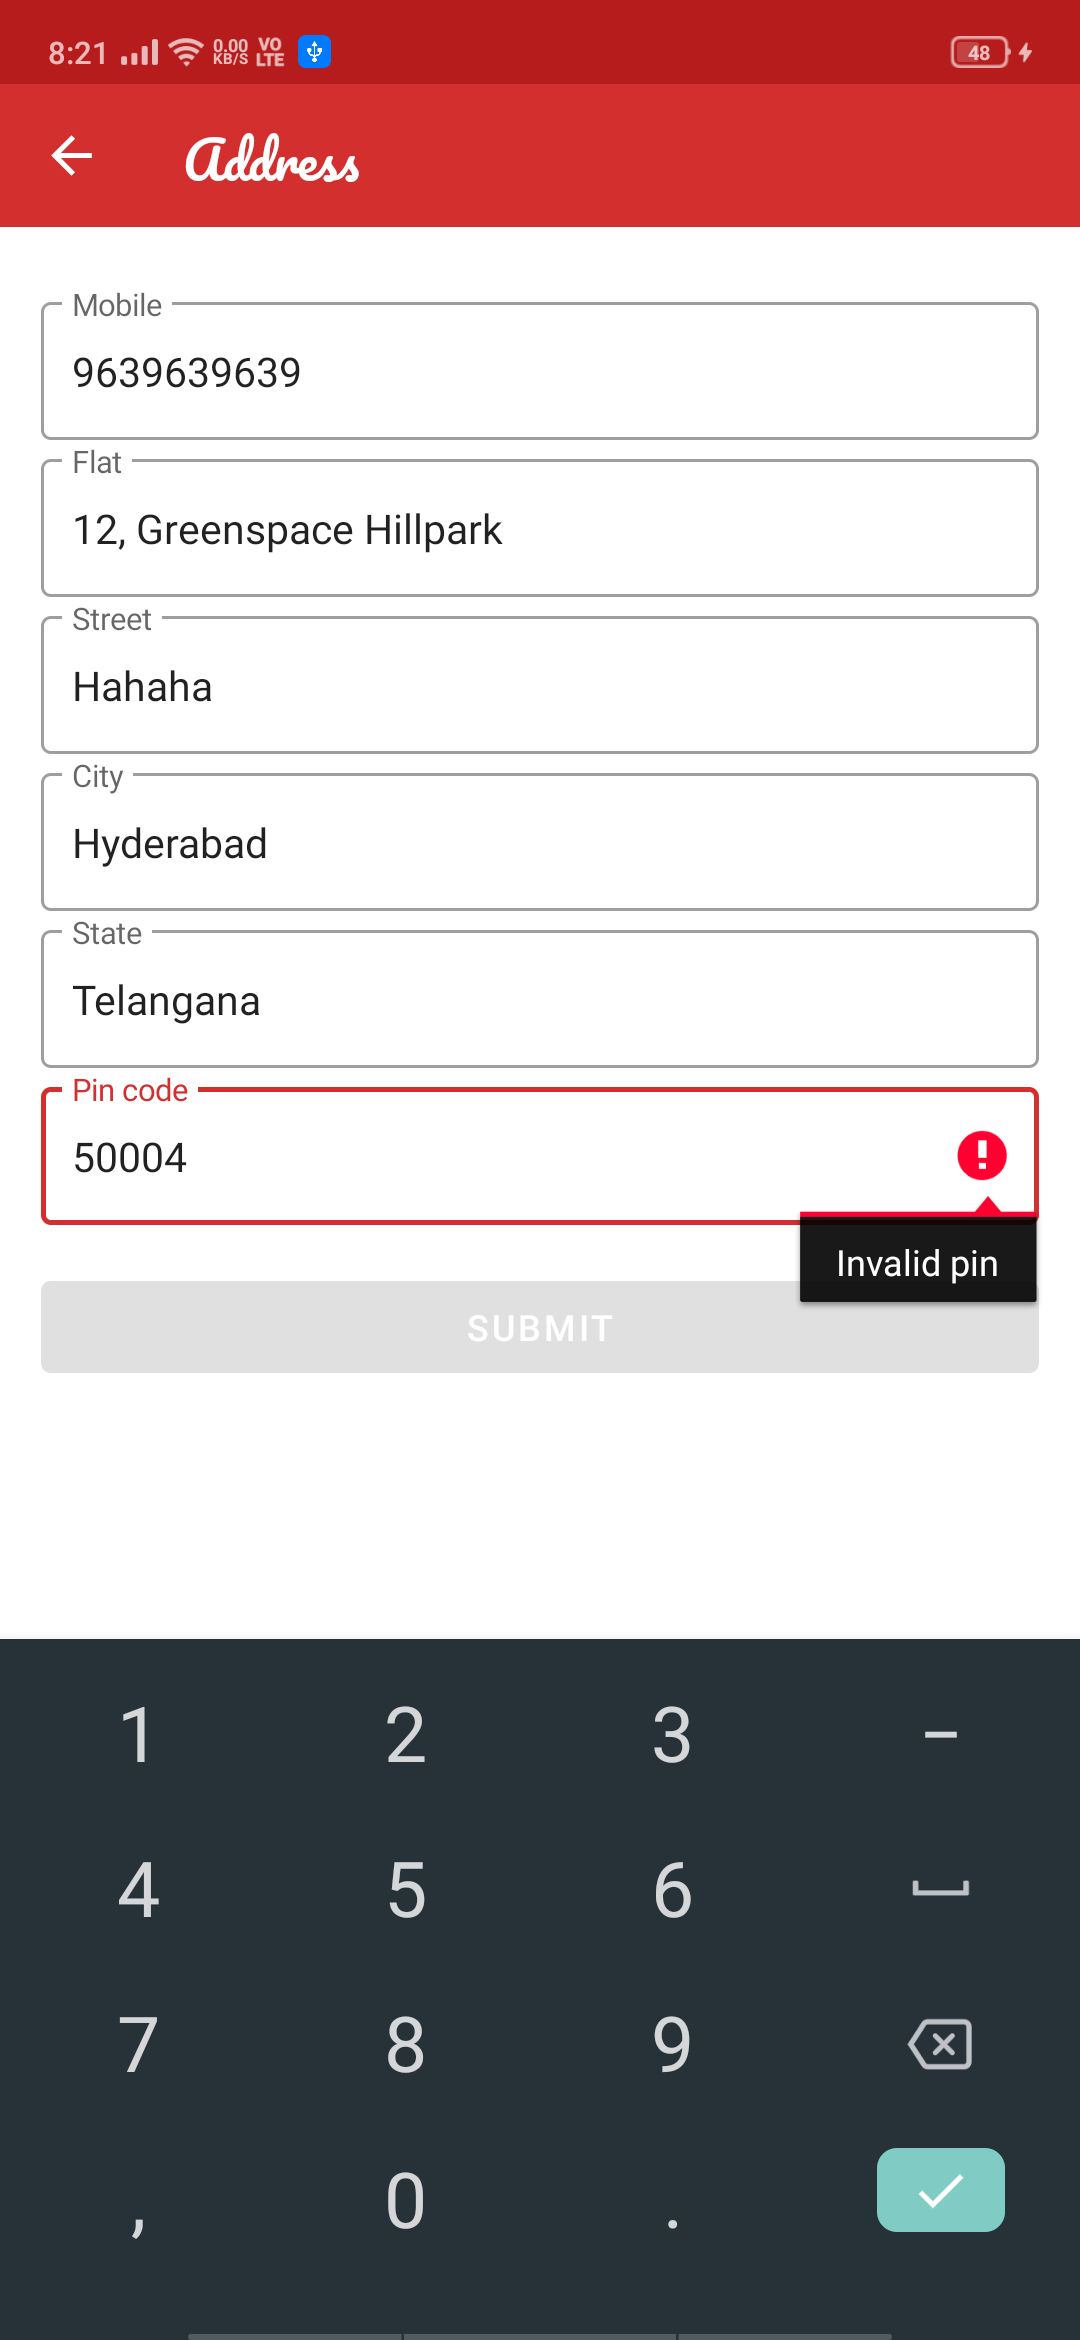 8:21 0.00 KB/S VO LTE 48
Address
Mobile
9639639639
Flat
12, Greenspace Hillpark
Street
Hahaha
City
Hyderabad
State
Telangana
Pin code
50004
Invalid pin
SUBMIT
1 2 3 –
4 5 6
7 8 9
, 0 .